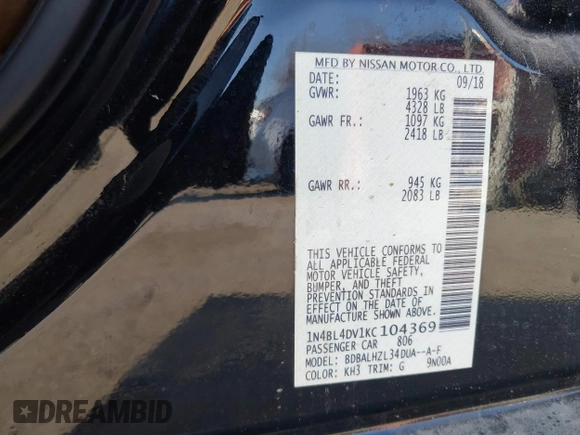 MFD BY NISSAN MOTOR CO., LTD.
DATE: 09/18
GVWR: 1963 KG
4328 LB
GAWR FR.: 1097 KG
2418 LB
GAWR RR.: 945 KG
2083 LB
THIS VEHICLE CONFORMS TO
ALL APPLICABLE FEDERAL
MOTOR VEHICLE SAFETY,
BUMPER, AND THEFT
PREVENTION STANDARDS IN
EFFECT ON THE DATE OF
MANUFACTURE SHOWN ABOVE.
1N4BL4DV1KC104369
PASSENGER CAR 806
MODEL: BDBALHZL34DUA--A-F
COLOR: KH3 TRIM: G 9N00A
DREAMBID